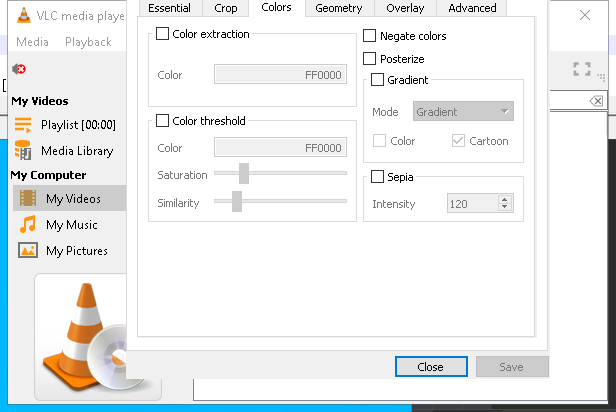 VLC media playe
Media Playback
My Videos
Playlist [00:00]
Media Library
My Computer
My Videos
My Music
My Pictures
Essential Crop Colors Geometry Overlay Advanced
Color extraction
Color FF0000
Color threshold
Color FF0000
Saturation
Similarity
Negate colors
Posterize
Gradient
Mode Gradient
Color Cartoon
Sepia
Intensity 120
Close Save